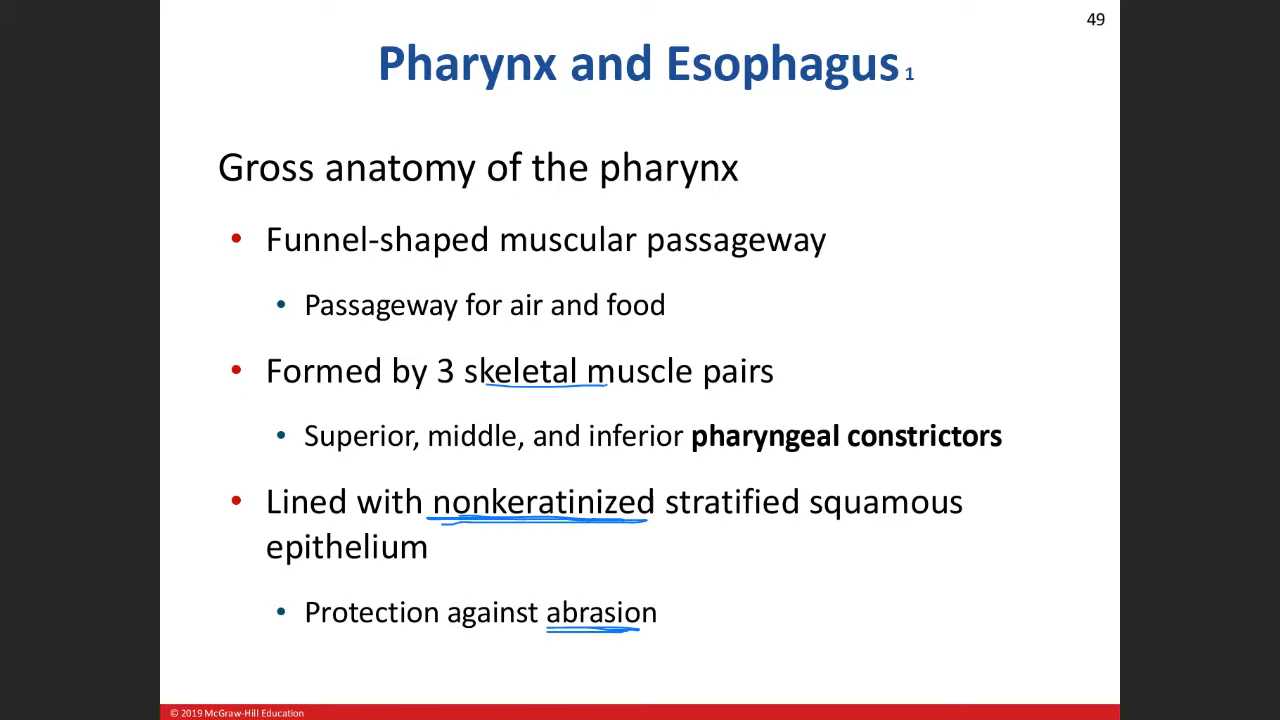 49
Pharynx and Esophagus 1
Gross anatomy of the pharynx
• Funnel-shaped muscular passageway
• Passageway for air and food
• Formed by 3 skeletal muscle pairs
• Superior, middle, and inferior pharyngeal constrictors
• Lined with nonkeratinized stratified squamous
epithelium
• Protection against abrasion
© 2019 McGraw-Hill Education